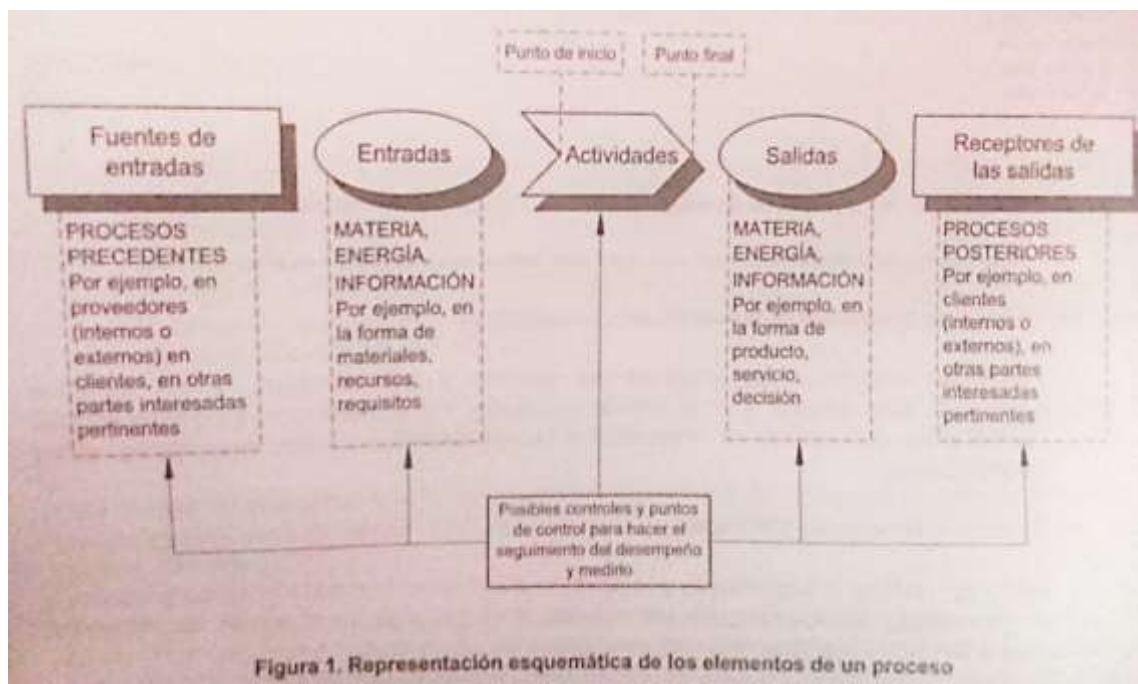 Punto de inicio
Punto final
Fuentes de
entradas
Entradas
Actividades
Salidas
Receptores de
las salidas
PROCESOS
PRECEDENTES
Por ejemplo, en
proveedores
(internos o
externos) en
clientes, en otras
partes interesadas
pertinentes
MATERIA,
ENERGÍA,
INFORMACIÓN
Por ejemplo, en
la forma de
materiales,
recursos,
requisitos
MATERIA,
ENERGÍA,
INFORMACIÓN
Por ejemplo, en
la forma de
producto,
servicio,
decisión
PROCESOS
POSTERIORES
Por ejemplo, en
clientes
(internos o
externos), en
otras partes
interesadas
pertinentes
Posibles controles y puntos
de control para hacer el
seguimiento del desempeño
y medirlo
Figura 1. Representación esquemática de los elementos de un proceso